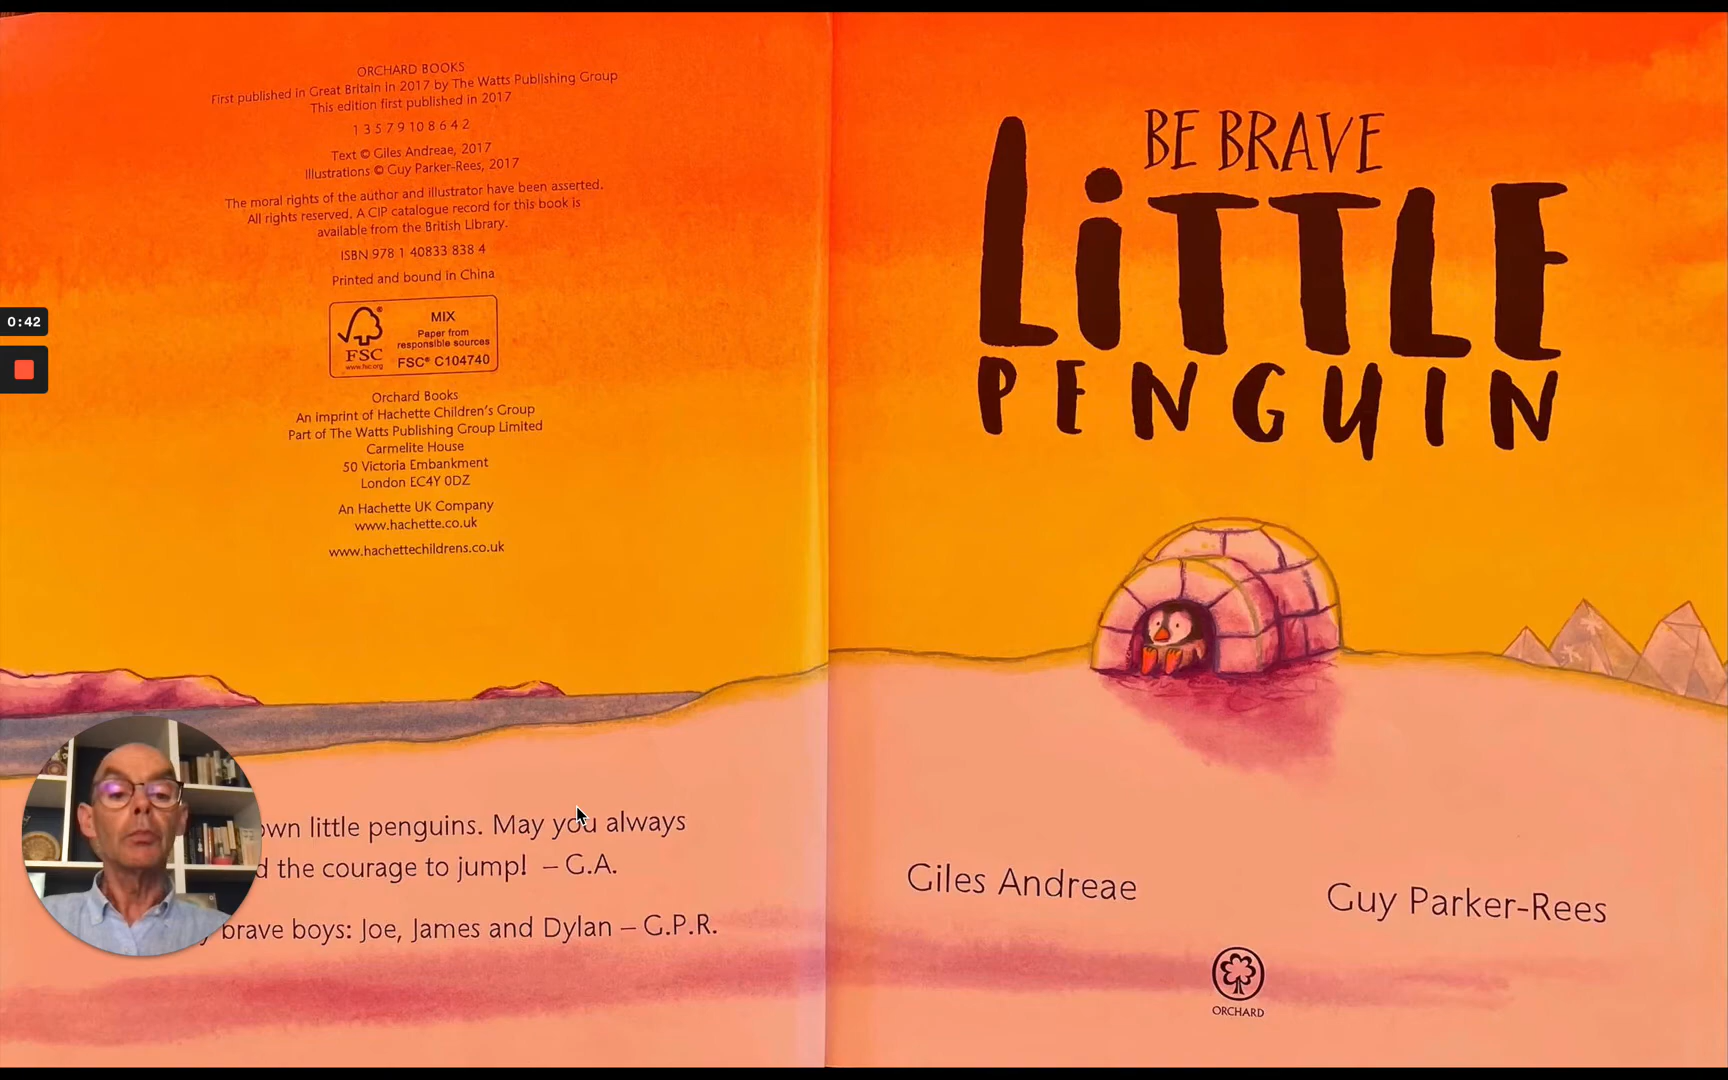 ORCHARD BOOKS
First published in Great Britain in 2017 by The Watts Publishing Group
This edition first published in 2017
1 3 5 7 9 10 8 6 4 2
Text © Giles Andreae, 2017
Illustrations © Guy Parker-Rees, 2017
The moral rights of the author and illustrator have been asserted.
All rights reserved. A CIP catalogue record for this book is
available from the British Library.
ISBN 978 1 40833 838 4
Printed and bound in China
FSC
www.fsc.org
MIX
Paper from
responsible sources
FSC® C104740
Orchard Books
An imprint of Hachette Children's Group
Part of The Watts Publishing Group Limited
Carmelite House
50 Victoria Embankment
London EC4Y 0DZ
An Hachette UK Company
www.hachette.co.uk
www.hachettechildrens.co.uk
0:42
little penguins. May you always
the courage to jump! – G.A.
brave boys: Joe, James and Dylan – G.P.R.
BE BRAVE
LiTTLE
PENGUIN
Giles Andreae
Guy Parker-Rees
ORCHARD